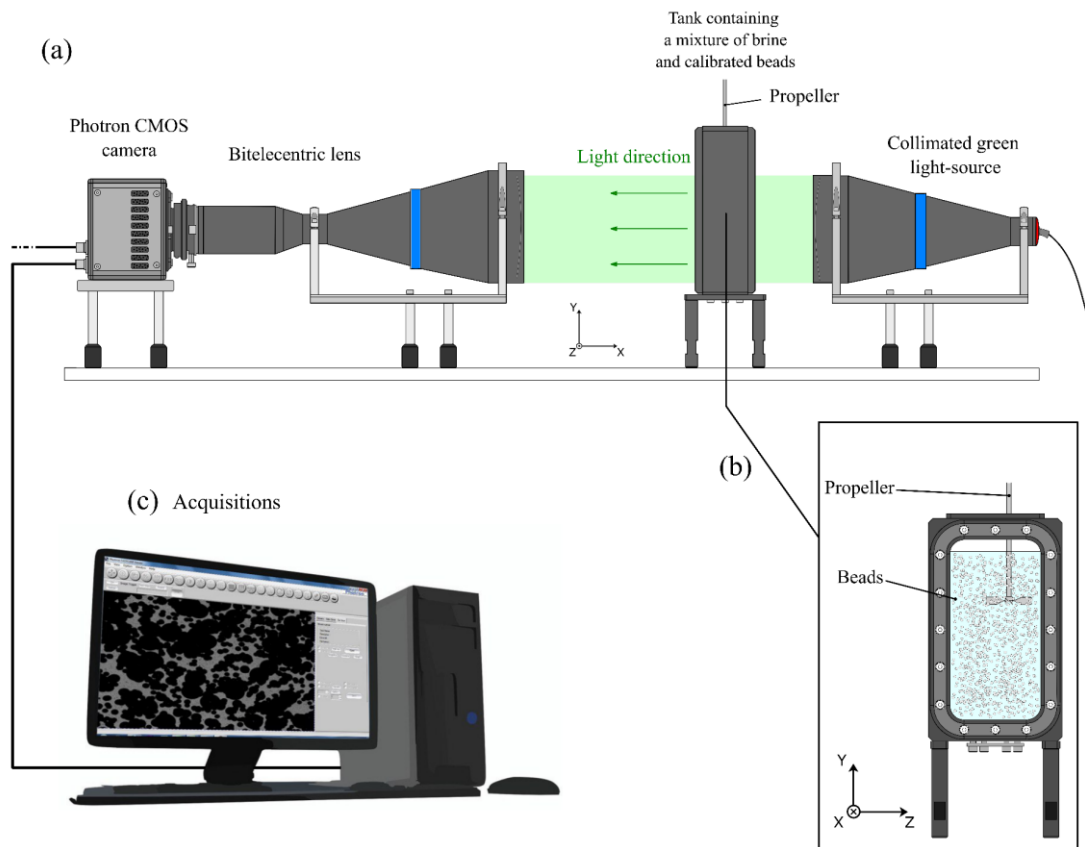 (a)
Tank containing
a mixture of brine
and calibrated beads
Propeller
Photron CMOS
camera
Bitelecentric lens
Light direction
Collimated green
light-source
Y
Z
X
(b)
Propeller
Beads
Y
X
Z
(c) Acquisitions